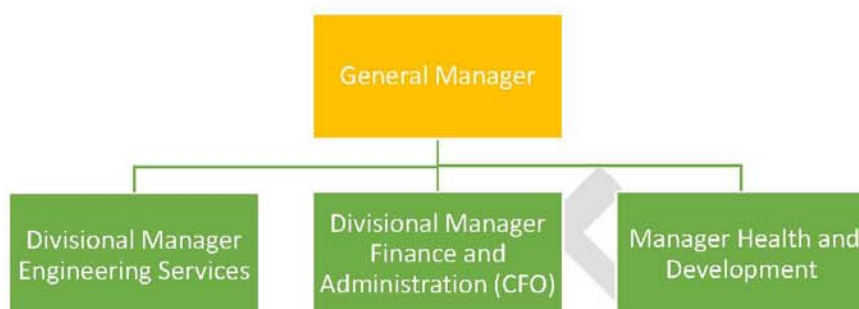 General Manager
Divisional Manager
Engineering Services
Divisional Manager
Finance and
Administration (CFO)
Manager Health and
Development